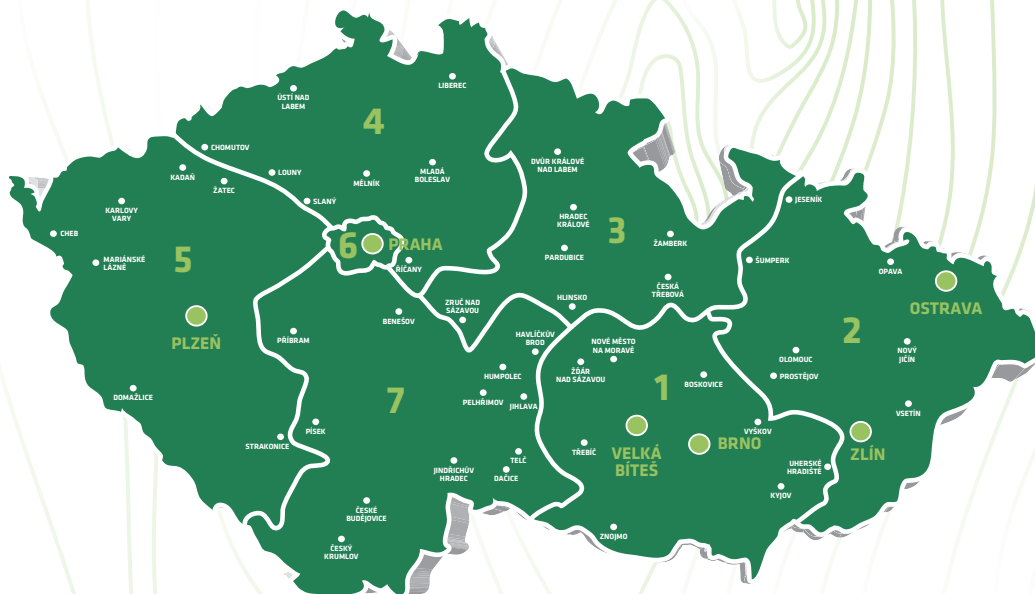 LIBEREC
ÚSTÍ NAD
LABEM
4
CHOMUTOV
DVŮR KRÁLOVÉ
NAD LABEM
KADAŇ
ŽATEC
LOUNY
MĚLNÍK
MLADÁ
BOLESLAV
JESENÍK
KARLOVY
VARY
SLANÝ
HRADEC
KRÁLOVÉ
3
CHEB
6
PRAHA
ŽAMBERK
MARIÁNSKÉ
LÁZNĚ
5
ŘÍČANY
PARDUBICE
ŠUMPERK
OPAVA
ČESKÁ
TŘEBOVÁ
OSTRAVA
ZRUČ NAD
SÁZAVOU
HLINSKO
BENEŠOV
PLZEŇ
PŘÍBRAM
HAVLÍČKŮV
BROD
NOVÉ MĚSTO
NA MORAVĚ
2
OLOMOUC
NOVÝ
JIČÍN
HUMPOLEC
ŽĎÁR
NAD SÁZAVOU
1
BOSKOVICE
PROSTĚJOV
DOMAŽLICE
7
PELHŘIMOV
JIHLAVA
VSETÍN
PÍSEK
STRAKONICE
VYŠKOV
TŘEBÍČ
VELKÁ
BÍTEŠ
BRNO
ZLÍN
TELČ
JINDŘICHŮV
HRADEC
DAČICE
UHERSKÉ
HRADIŠTĚ
KYJOV
ČESKÉ
BUDĚJOVICE
ZNOJMO
ČESKÝ
KRUMLOV